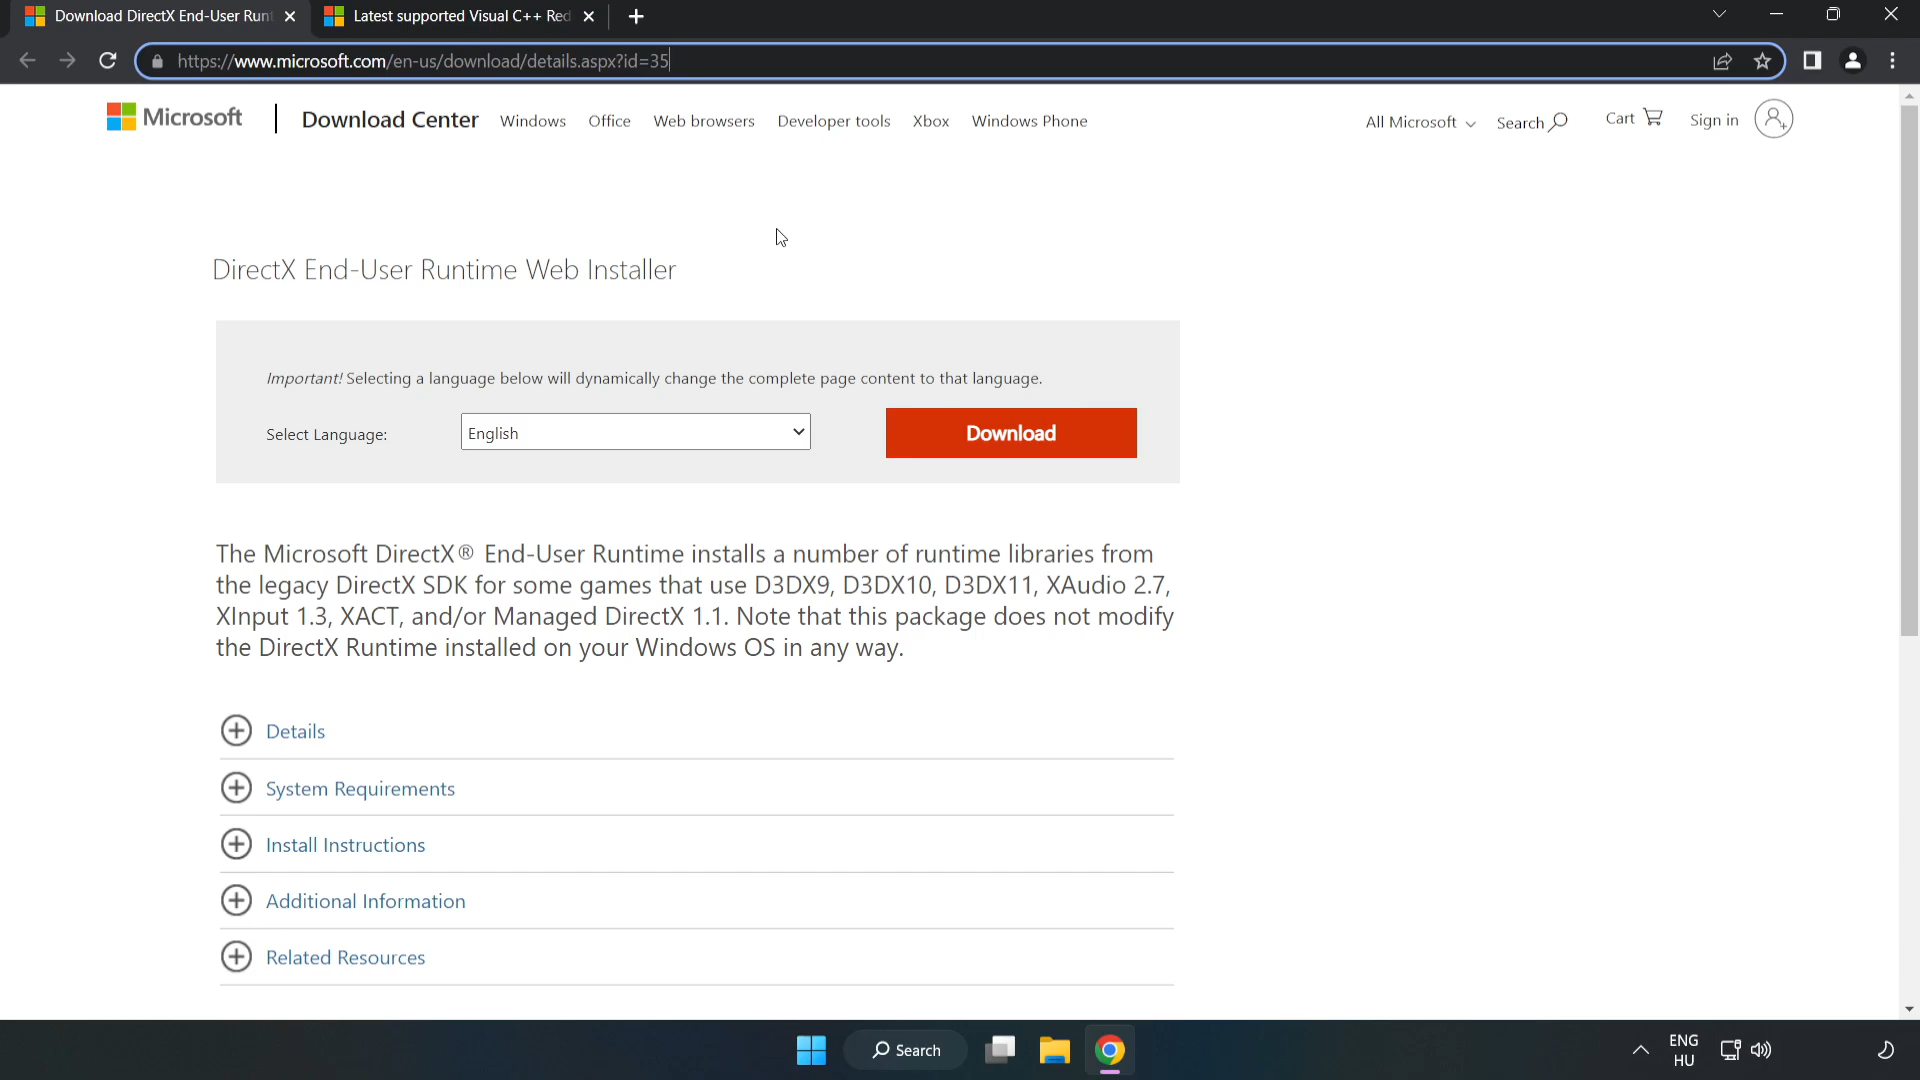 Download DirectX End-User Runt
Latest supported Visual C++ Red
https://www.microsoft.com/en-us/download/details.aspx?id=35
Microsoft
Download Center
Windows
Office
Web browsers
Developer tools
Xbox
Windows Phone
All Microsoft
Search
Cart
Sign in
DirectX End-User Runtime Web Installer
Important! Selecting a language below will dynamically change the complete page content to that language.
Select Language:
English
Download
The Microsoft DirectX® End-User Runtime installs a number of runtime libraries from
the legacy DirectX SDK for some games that use D3DX9, D3DX10, D3DX11, XAudio 2.7,
XInput 1.3, XACT, and/or Managed DirectX 1.1. Note that this package does not modify
the DirectX Runtime installed on your Windows OS in any way.
Details
System Requirements
Install Instructions
Additional Information
Related Resources
Search
ENG
HU